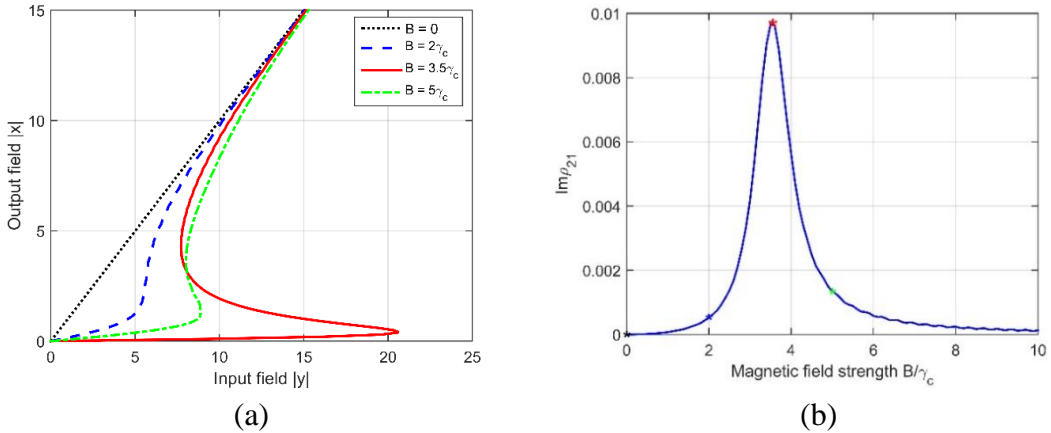 15
10
5
0
Output field |x|
B = 0
B = 2γc
B = 3.5γc
B = 5γc
0 5 10 15 20 25
Input field |y|
(a)
0.01
0.008
0.006
0.004
0.002
0
Imρ21
0 2 4 6 8 10
Magnetic field strength B/γc
(b)